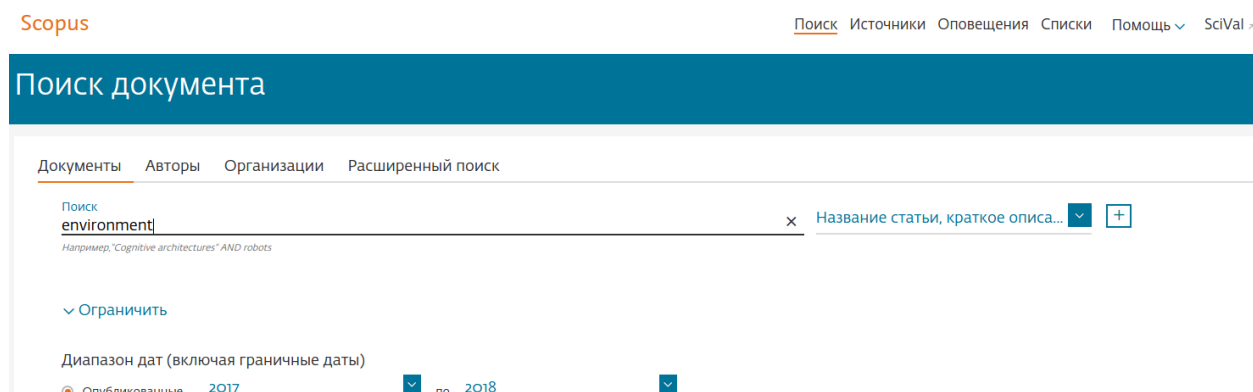 Scopus
Поиск Источники Оповещения Списки Помощь SciVal
Поиск документа
Документы Авторы Организации Расширенный поиск
Поиск
environment
Название статьи, краткое описа...
Например,"Cognitive architectures" AND robots
Ограничить
Диапазон дат (включая граничные даты)
Опубликованные 2017 по 2018